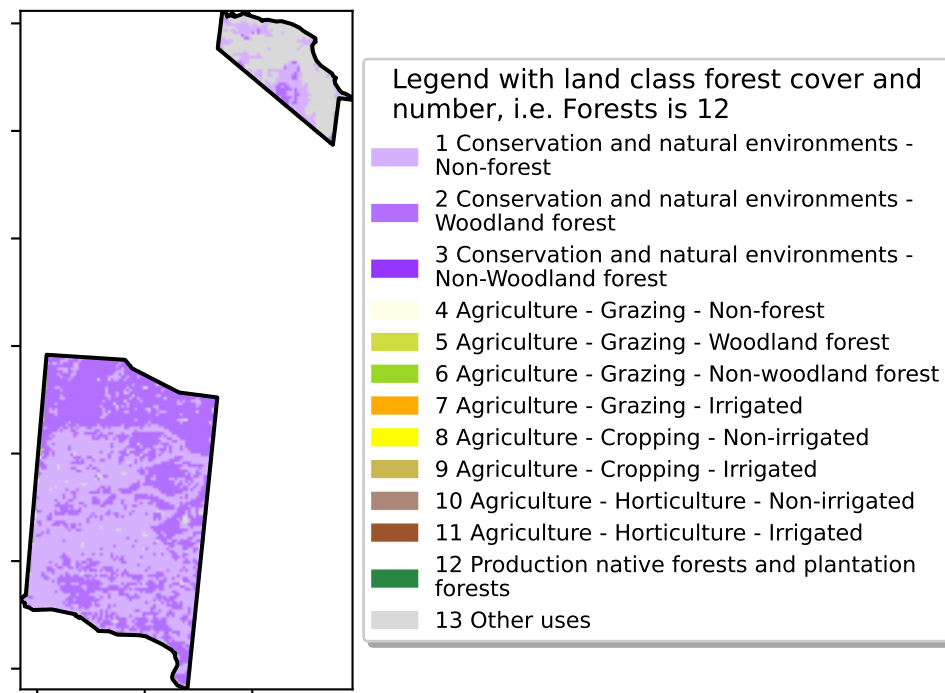 Legend with land class forest cover and
number, i.e. Forests is 12
1 Conservation and natural environments -
Non-forest
2 Conservation and natural environments -
Woodland forest
3 Conservation and natural environments -
Non-Woodland forest
4 Agriculture - Grazing - Non-forest
5 Agriculture - Grazing - Woodland forest
6 Agriculture - Grazing - Non-woodland forest
7 Agriculture - Grazing - Irrigated
8 Agriculture - Cropping - Non-irrigated
9 Agriculture - Cropping - Irrigated
10 Agriculture - Horticulture - Non-irrigated
11 Agriculture - Horticulture - Irrigated
12 Production native forests and plantation
forests
13 Other uses